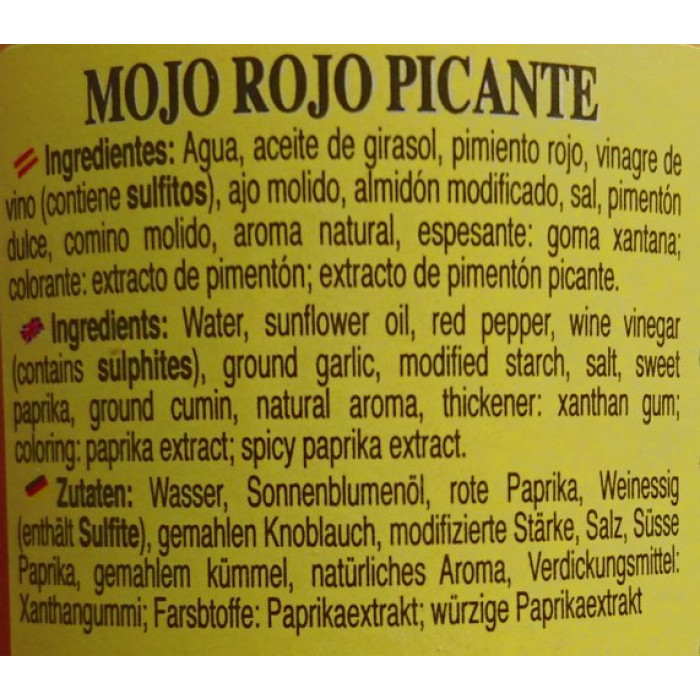 MOJO ROJO PICANTE
Ingredientes: Agua, aceite de girasol, pimiento rojo, vinagre de
vino (contiene sulfitos), ajo molido, almidón modificado, sal, pimentón
dulce, comino molido, aroma natural, espesante: goma xantana;
colorante: extracto de pimentón; extracto de pimentón picante.
Ingredients: Water, sunflower oil, red pepper, wine vinegar
(contains sulphites), ground garlic, modified starch, salt, sweet
paprika, ground cumin, natural aroma, thickener: xanthan gum;
coloring: paprika extract; spicy paprika extract.
Zutaten: Wasser, Sonnenblumenöl, rote Paprika, Weinessig
(enthält Sulfite), gemahlen Knoblauch, modifizierte Stärke, Salz, Süsse
Paprika, gemahlem kümmel, natürliches Aroma, Verdickungsmittel:
Xanthangummi; Farsbtoffe: Paprikaextrakt; würzige Paprikaextrakt